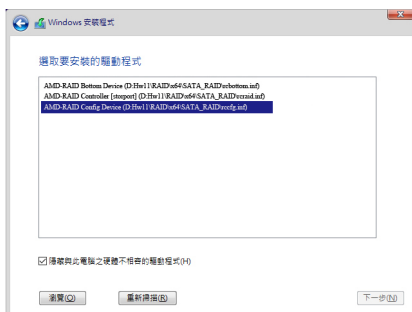 Windows 安裝程式
選取要安裝的驅動程式
AMD-RAID Bottom Device (D:\Hw11\RAID\x64\SATA_RAID\rcbottom.inf)
AMD-RAID Controller [storport] (D:\Hw11\RAID\x64\SATA_RAID\rcraid.inf)
AMD-RAID Config Device (D:\Hw11\RAID\x64\SATA_RAID\rccfg.inf)
隱藏與此電腦之硬體不相容的驅動程式(H)
瀏覽(O)
重新掃描(R)
下一步(N)